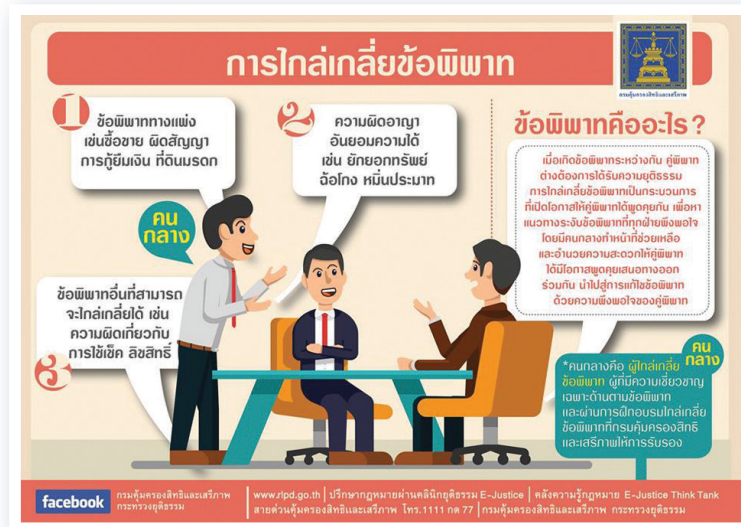 การไกล่เกลี่ยข้อพิพาท
กรมคุ้มครองสิทธิและเสรีภาพ
1
ข้อพิพาททางแพ่ง
เช่นซื้อขาย ผิดสัญญา
การกู้ยืมเงิน ที่ดินมรดก
2
ความผิดอาญา
อันยอมความได้
เช่น ยักยอกทรัพย์
ฉ้อโกง หมิ่นประมาท
คน
กลาง
ข้อพิพาทอื่นที่สามารถ
จะไกล่เกลี่ยได้ เช่น
ความผิดเกี่ยวกับ
การใช้เช็ค ลิขสิทธิ์
3
ข้อพิพาทคืออะไร?
เมื่อเกิดข้อพิพาทระหว่างกัน คู่พิพาท
ต่างต้องการได้รับความยุติธรรม
การไกล่เกลี่ยข้อพิพาทเป็นกระบวนการ
ที่เปิดโอกาสให้คู่พิพาทได้พูดคุยกัน เพื่อหา
แนวทางระงับข้อพิพาทที่ทุกฝ่ายพึงพอใจ
โดยมีคนกลางทำหน้าที่ช่วยเหลือ
และอำนวยความสะดวกให้คู่พิพาท
ได้มีโอกาสพูดคุยเสนอทางออก
ร่วมกัน นำไปสู่การแก้ไขข้อพิพาท
ด้วยความพึงพอใจของคู่พิพาท
คน
กลาง
*คนกลางคือ ผู้ไกล่เกลี่ย
ข้อพิพาท ผู้ที่มีความเชี่ยวชาญ
เฉพาะด้านตามข้อพิพาท
และผ่านการฝึกอบรมไกล่เกลี่ย
ข้อพิพาทที่กรมคุ้มครองสิทธิ
และเสรีภาพให้การรับรอง
facebook
กรมคุ้มครองสิทธิและเสรีภาพ
กระทรวงยุติธรรม
www.rlpd.go.th | ปรึกษากฎหมายผ่านคลินิกยุติธรรม E-Justice | คลังความรู้กฎหมาย E-Justice Think Tank
สายด่วนคุ้มครองสิทธิและเสรีภาพ โทร.1111 กด 77 | กรมคุ้มครองสิทธิและเสรีภาพ กระทรวงยุติธรรม